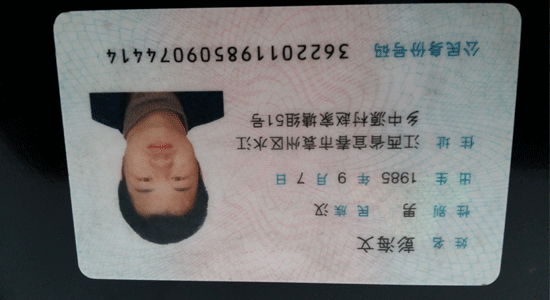 姓名 彭海文
性别 男 民族 汉
出生 1985 年 9 月 7 日
住址 江西省宜春市袁州区水江
乡中源村赵家塘组51号
公民身份号码 362201198509074414